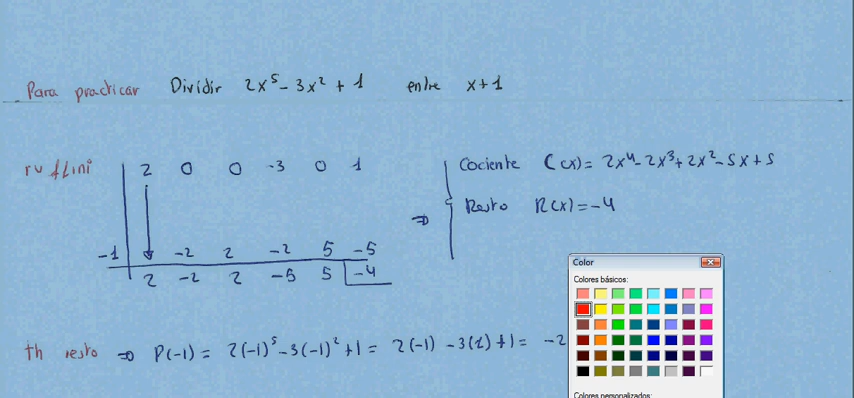 Para practicar Dividir 2x⁵ - 3x² + 1 entre x+1
ruffini 2 0 0 -3 0 1
-1 -2 2 -2 5 -5
2 -2 2 -5 5 -4
⇒
Cociente C(x) = 2x⁴ - 2x³ + 2x² - 5x + 5
Resto R(x) = -4
th resto ⇒ P(-1) = 2(-1)⁵ - 3(-1)² + 1 = 2(-1) - 3(1) + 1 = -2
Color
Colores básicos:
Colores personalizados: